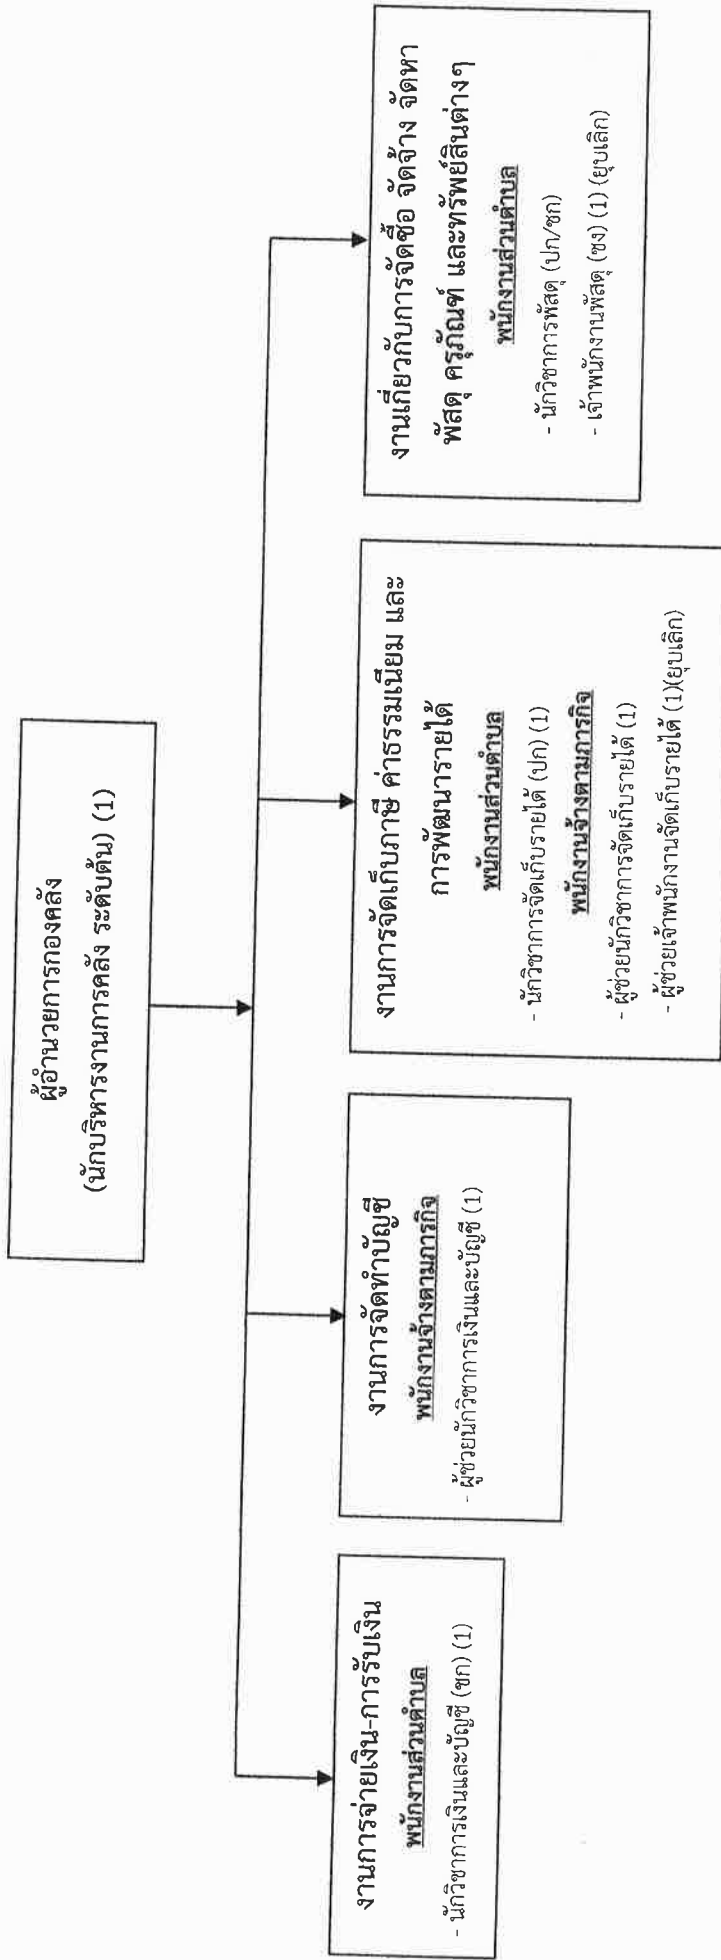 ผู้อำนวยการกองคลัง
(นักบริหารงานการคลัง ระดับต้น) (1)
งานการจ่ายเงิน-การรับเงิน
พนักงานส่วนตำบล
- นักวิชาการเงินและบัญชี (ชก) (1)
งานการจัดทำบัญชี
พนักงานจ้างตามภารกิจ
- ผู้ช่วยนักวิชาการเงินและบัญชี (1)
งานการจัดเก็บภาษี ค่าธรรมเนียม และ
การพัฒนารายได้
พนักงานส่วนตำบล
- นักวิชาการจัดเก็บรายได้ (ปก) (1)
พนักงานจ้างตามภารกิจ
- ผู้ช่วยนักวิชาการจัดเก็บรายได้ (1)
- ผู้ช่วยเจ้าพนักงานจัดเก็บรายได้ (1)(ยุบเลิก)
งานเกี่ยวกับการจัดซื้อ จัดจ้าง จัดหา
พัสดุ ครุภัณฑ์ และทรัพย์สินต่างๆ
พนักงานส่วนตำบล
- นักวิชาการพัสดุ (ปก/ชก)
- เจ้าพนักงานพัสดุ (ชง) (1) (ยุบเลิก)